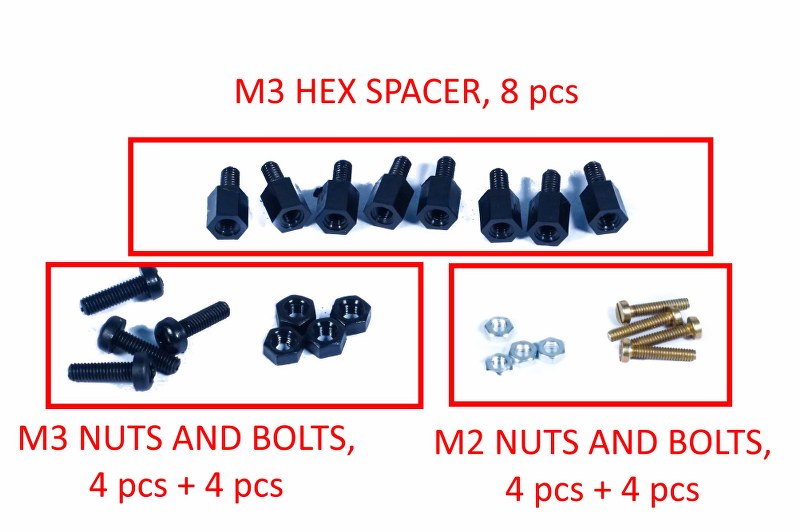 M3 HEX SPACER, 8 pcs
M3 NUTS AND BOLTS,
4 pcs + 4 pcs
M2 NUTS AND BOLTS,
4 pcs + 4 pcs